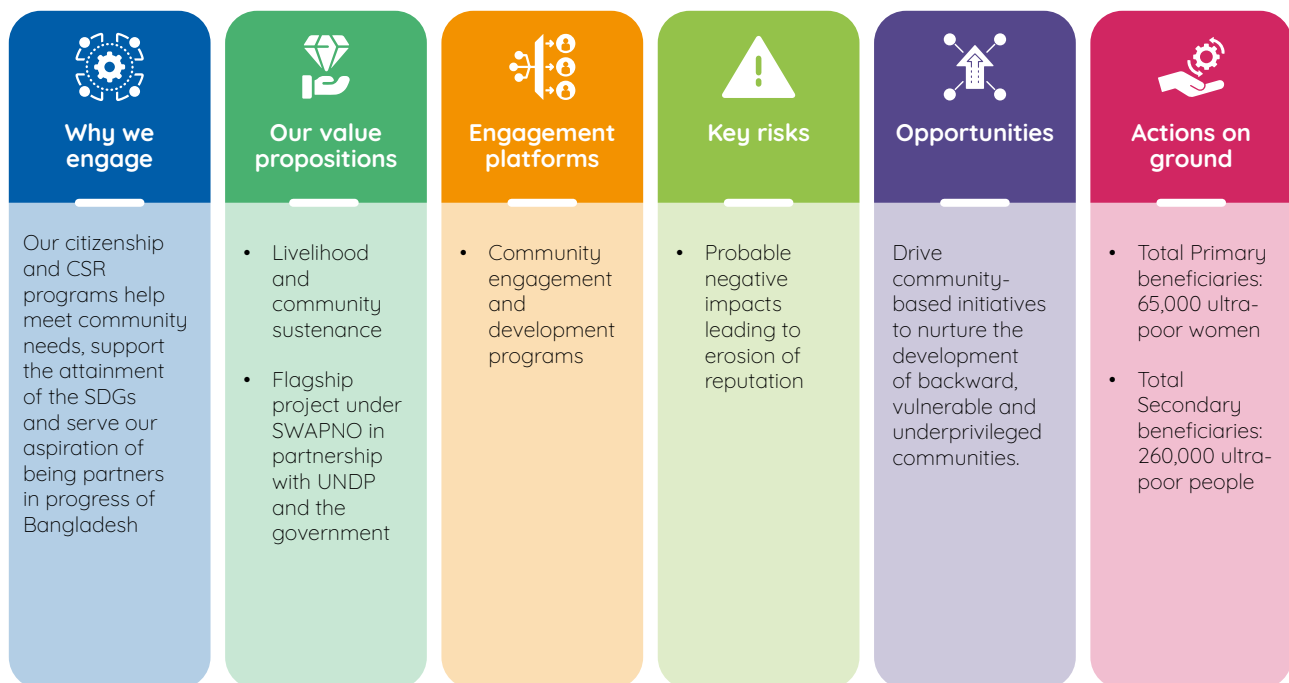 Why we
engage
Our citizenship
and CSR
programs help
meet community
needs, support
the attainment
of the SDGs
and serve our
aspiration of
being partners
in progress of
Bangladesh
Our value
propositions
• Livelihood
and
community
sustenance
• Flagship
project under
SWAPNO in
partnership
with UNDP
and the
government
Engagement
platforms
• Community
engagement
and
development
programs
Key risks
• Probable
negative
impacts
leading to
erosion of
reputation
Opportunities
Drive
community-
based initiatives
to nurture the
development
of backward,
vulnerable and
underprivileged
communities.
Actions on
ground
• Total Primary
beneficiaries:
65,000 ultra-
poor women
• Total
Secondary
beneficiaries:
260,000 ultra-
poor people